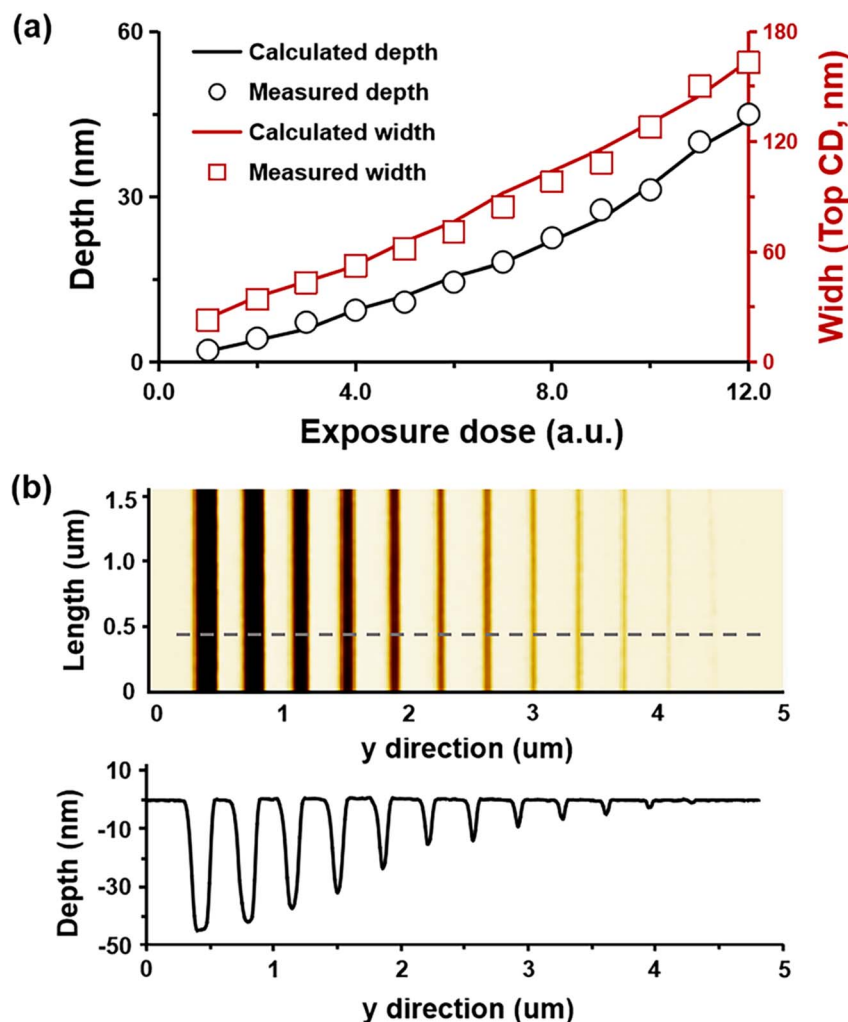 (a)
60
30
0
Depth (nm)
Calculated depth
Measured depth
Calculated width
Measured width
180
120
60
0
Widh (Top CD, nm)
0.0 4.0 8.0 12.0
Exposure dose (a.u.)
(b)
1.5
1.0
0.5
0
Length (um)
0 1 2 3 4 5
y direction (um)
10
-10
-30
-50
Depth (nm)
0 1 2 3 4 5
y direction (um)